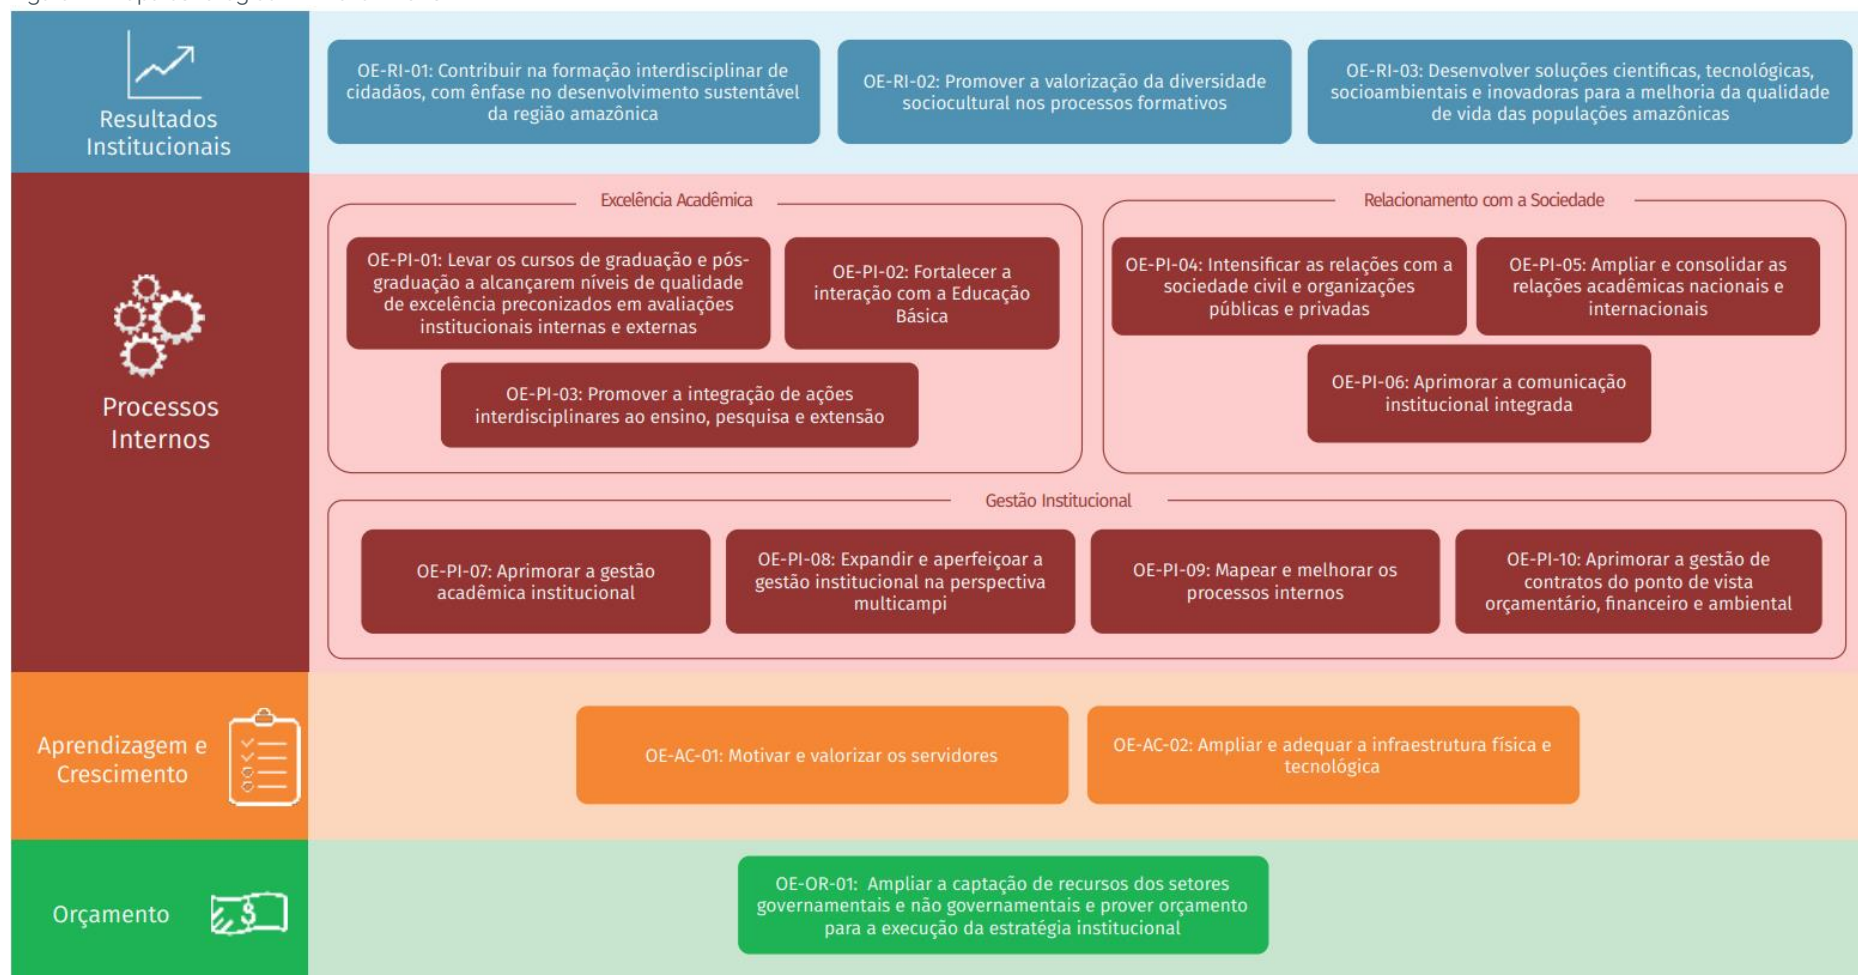 Resultados
Institucionais
OE-RI-01: Contribuir na formação interdisciplinar de
cidadãos, com ênfase no desenvolvimento sustentável
da região amazônica
OE-RI-02: Promover a valorização da diversidade
sociocultural nos processos formativos
OE-RI-03: Desenvolver soluções cientificas, tecnológicas,
socioambientais e inovadoras para a melhoria da qualidade
de vida das populações amazônicas
Processos
Internos
Excelência Acadêmica
OE-PI-01: Levar os cursos de graduação e pós-
graduação a alcançarem níveis de qualidade
de excelência preconizados em avaliações
institucionais internas e externas
OE-PI-02: Fortalecer a
interação com a Educação
Básica
OE-PI-03: Promover a integração de ações
interdisciplinares ao ensino, pesquisa e extensão
Relacionamento com a Sociedade
OE-PI-04: Intensificar as relações com a
sociedade civil e organizações
públicas e privadas
OE-PI-05: Ampliar e consolidar as
relações acadêmicas nacionais e
internacionais
OE-PI-06: Aprimorar a comunicação
institucional integrada
Gestão Institucional
OE-PI-07: Aprimorar a gestão
acadêmica institucional
OE-PI-08: Expandir e aperfeiçoar a
gestão institucional na perspectiva
multicampi
OE-PI-09: Mapear e melhorar os
processos internos
OE-PI-10: Aprimorar a gestão de
contratos do ponto de vista
orçamentário, financeiro e ambiental
Aprendizagem e
Crescimento
OE-AC-01: Motivar e valorizar os servidores
OE-AC-02: Ampliar e adequar a infraestrutura física e
tecnológica
Orçamento
$
OE-OR-01: Ampliar a captação de recursos dos setores
governamentais e não governamentais e prover orçamento
para a execução da estratégia institucional